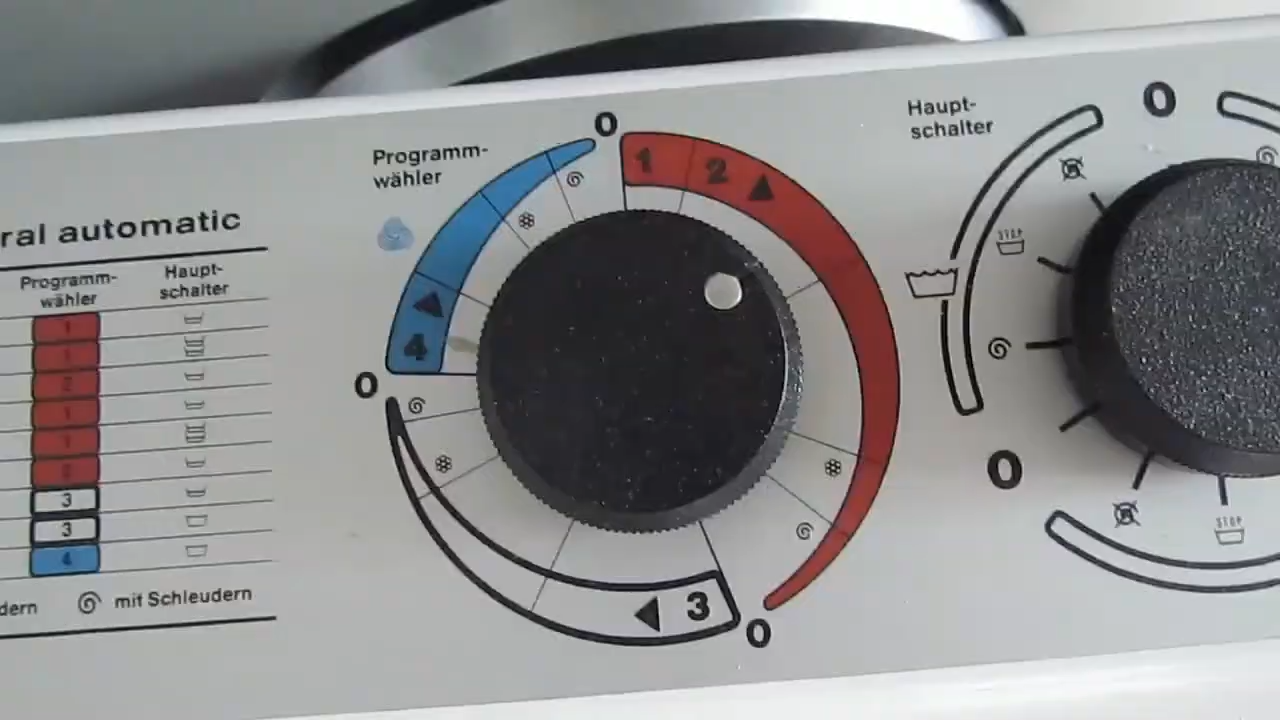 ral automatic
Programm-
wähler
Haupt-
schalter
1
1
2
1
1
2
3
3
4
dern
mit Schleudern
Programm-
wähler
0
1
2
4
0
3
0
Haupt-
schalter
0
STOP
0
STOP